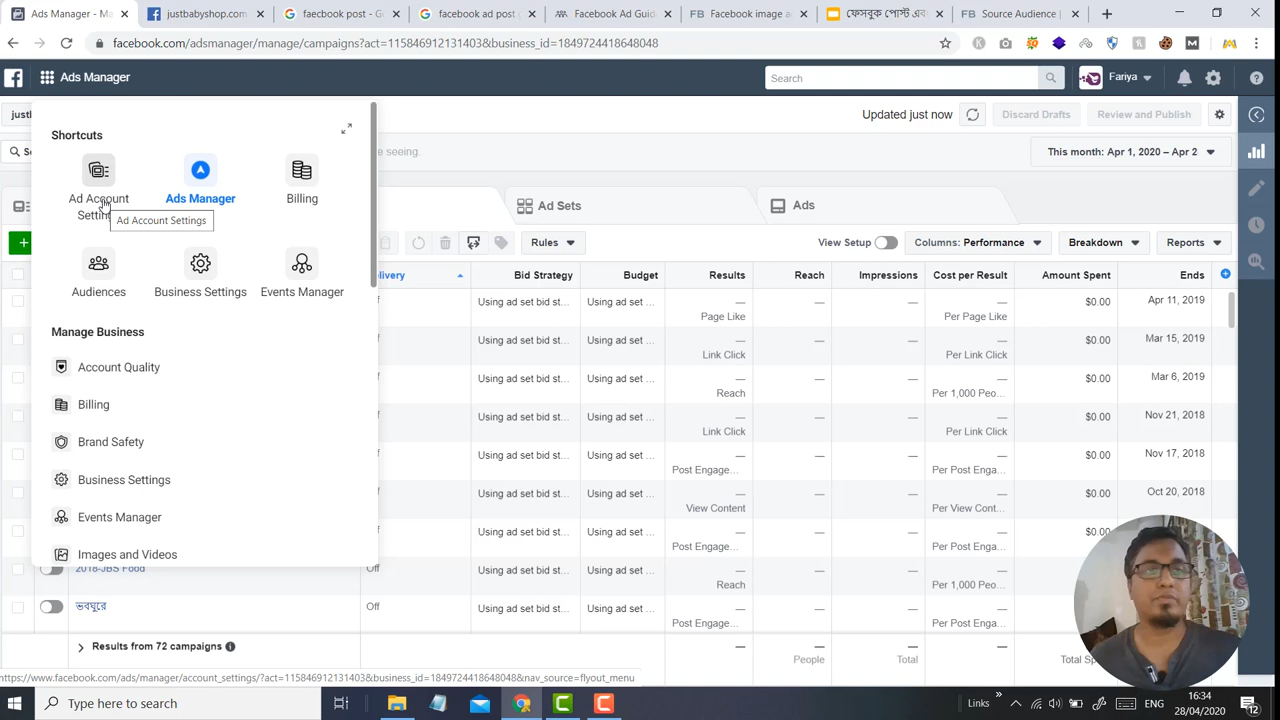 Ads Manager - Ma
justbabyshop.com
faecbook post - G
facebook ad post
Facebook Ad Guid
Facebook image a
ফেসবুক পোস্ট এবং
Source Audience |
facebook.com/adsmanager/manage/campaigns?act=115846912131403&business_id=1849724418648048
Ads Manager
Search
Fariya
justl
Updated just now
Discard Drafts
Review and Publish
Se
e seeing.
This month: Apr 1, 2020 – Apr 2
Shortcuts
Ad Account
Settin
Ads Manager
Billing
Ad Account Settings
Audiences
Business Settings
Events Manager
Manage Business
Account Quality
Billing
Brand Safety
Business Settings
Events Manager
Images and Videos
Ad Sets
Ads
Rules
View Setup
Columns: Performance
Breakdown
Reports
livery
Bid Strategy
Budget
Results
Reach
Impressions
Cost per Result
Amount Spent
Ends
f Using ad set bid st... Using ad set ... — — — — $0.00 Apr 11, 2019
Page Like Per Page Like
f Using ad set bid st... Using ad set ... — — — — $0.00 Mar 15, 2019
Link Click Per Link Click
f Using ad set bid st... Using ad set ... — — — — $0.00 Mar 6, 2019
Reach Per 1,000 Peo...
f Using ad set bid st... Using ad set ... — — — — $0.00 Nov 21, 2018
Link Click Per Link Click
f Using ad set bid st... Using ad set ... — — — — $0.00 Nov 17, 2018
Post Engage... Per Post Enga...
f Using ad set bid st... Using ad set ... — — — — $0.00 Oct 20, 2018
View Content Per View Cont...
f Using ad set bid st... Using ad set ... — — — — $0.00
Post Engage... Per Post Enga...
2018-JBS Food Off Using ad set bid st... Using ad set ... — — — — $0.00
Reach Per 1,000 Peo...
ভবঘুরে Off Using ad set bid st... Using ad set ... — — — — $0.00
Post Engage... Per Post Enga...
Results from 72 campaigns — — — —
People Total Total Sp
https://www.facebook.com/ads/manager/account_settings/?act=115846912131403&business_id=1849724418648048&nav_source=flyout_menu
Type here to search
Links
ENG
16:34
28/04/2020
12